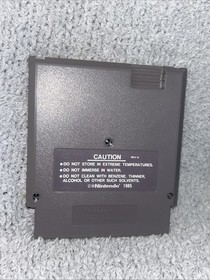 CAUTION
•DO NOT STORE IN EXTREME TEMPERATURES.
•DO NOT IMMERSE IN WATER.
•DO NOT CLEAN WITH BENZENE, THINNER,
ALCOHOL OR OTHER SUCH SOLVENTS.
©®Nintendo 1985